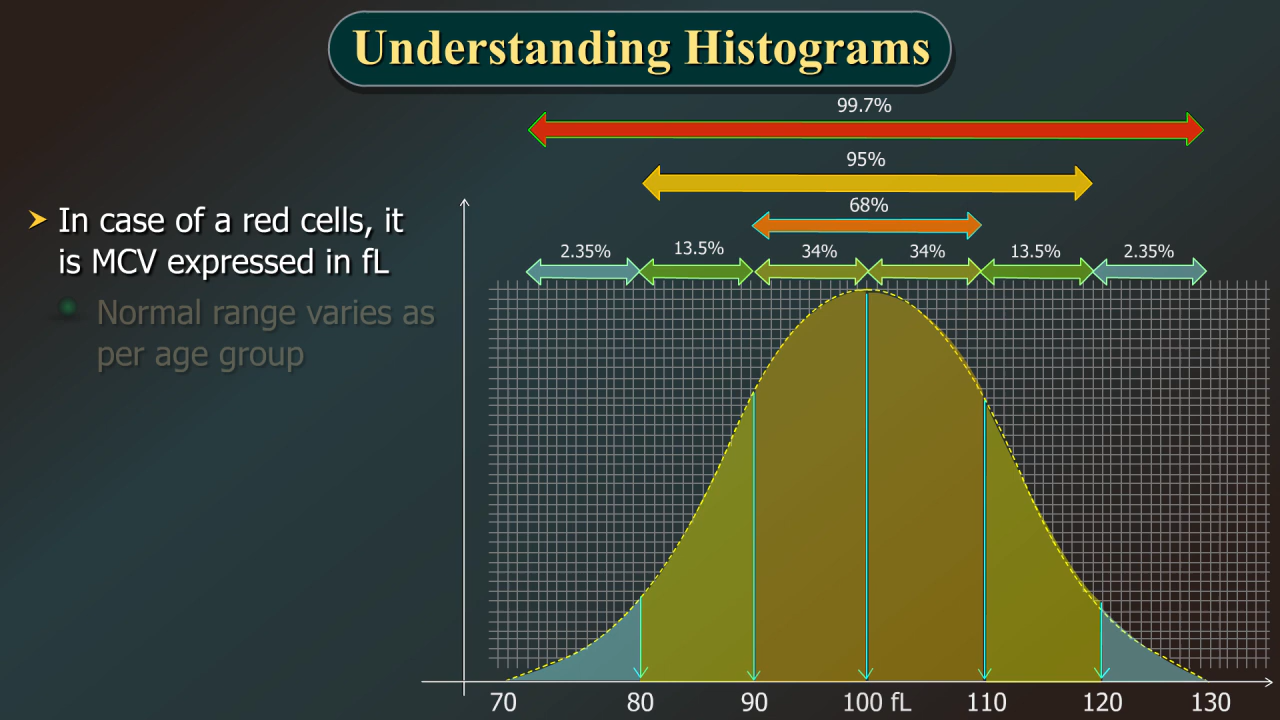 Understanding Histograms
99.7%
95%
68%
2.35% 13.5% 34% 34% 13.5% 2.35%
In case of a red cells, it
is MCV expressed in fL
Normal range varies as
per age group
70 80 90 100 fL 110 120 130